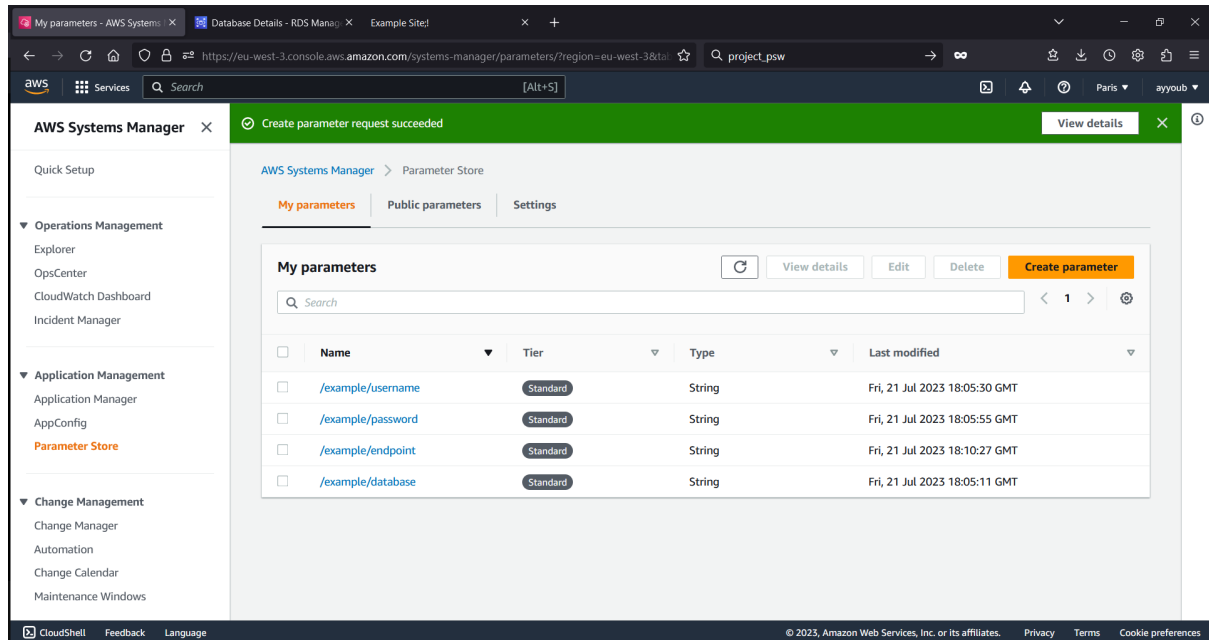 My parameters - AWS Systems M
Database Details - RDS Manag
Example Site;!
https://eu-west-3.console.aws.amazon.com/systems-manager/parameters/?region=eu-west-3&ta
project_psw
aws Services Search [Alt+S] Paris ayyoub
AWS Systems Manager
Quick Setup
Operations Management
Explorer
OpsCenter
CloudWatch Dashboard
Incident Manager
Application Management
Application Manager
AppConfig
Parameter Store
Change Management
Change Manager
Automation
Change Calendar
Maintenance Windows
Create parameter request succeeded View details
AWS Systems Manager > Parameter Store
My parameters Public parameters Settings
My parameters View details Edit Delete Create parameter
Search 1
Name Tier Type Last modified
/example/username Standard String Fri, 21 Jul 2023 18:05:30 GMT
/example/password Standard String Fri, 21 Jul 2023 18:05:55 GMT
/example/endpoint Standard String Fri, 21 Jul 2023 18:10:27 GMT
/example/database Standard String Fri, 21 Jul 2023 18:05:11 GMT
CloudShell Feedback Language © 2023, Amazon Web Services, Inc. or its affiliates. Privacy Terms Cookie preferences